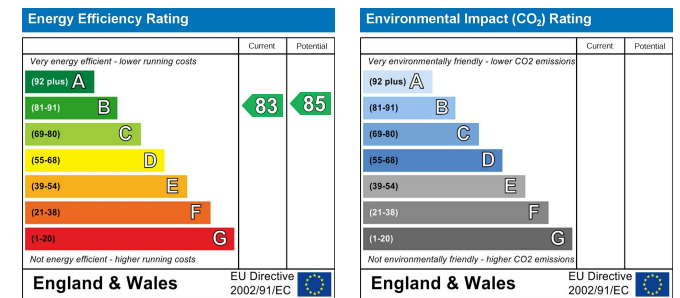 Energy Efficiency Rating
Current Potential
Very energy efficient - lower running costs
(92 plus) A
(81-91) B 83 85
(69-80) C
(55-68) D
(39-54) E
(21-38) F
(1-20) G
Not energy efficient - higher running costs
England & Wales
EU Directive
2002/91/EC
Environmental Impact (CO2) Rating
Current Potential
Very environmentally friendly - lower CO2 emissions
(92 plus) A
(81-91) B
(69-80) C
(55-68) D
(39-54) E
(21-38) F
(1-20) G
Not environmentally friendly - higher CO2 emissions
England & Wales
EU Directive
2002/91/EC